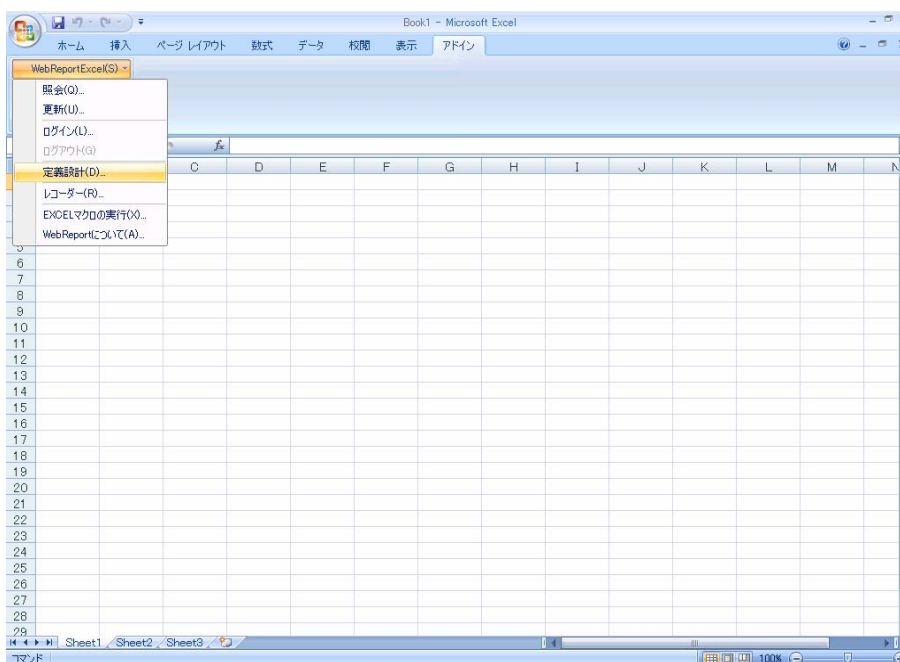 Book1 - Microsoft Excel
ホーム 挿入 ページ レイアウト 数式 データ 校閲 表示 アドイン
WebReportExcel(S)
照会(Q)...
更新(U)...
ログイン(L)...
ログアウト(G)
定義設計(D)...
レコーダー(R)...
EXCELマクロの実行(X)...
WebReportについて(A)...
fx
C D E F G H I J K L M N
5
6
7
8
9
10
11
12
13
14
15
16
17
18
19
20
21
22
23
24
25
26
27
28
29
Sheet1 Sheet2 Sheet3
コマンド 100%